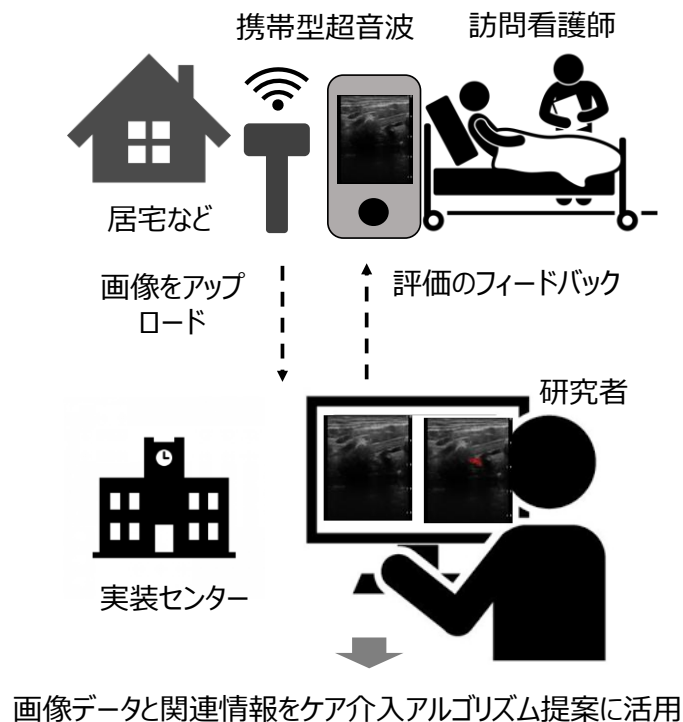 携帯型超音波
訪問看護師
居宅など
画像をアップ
ロード
評価のフィードバック
研究者
実装センター
画像データと関連情報をケア介入アルゴリズム提案に活用